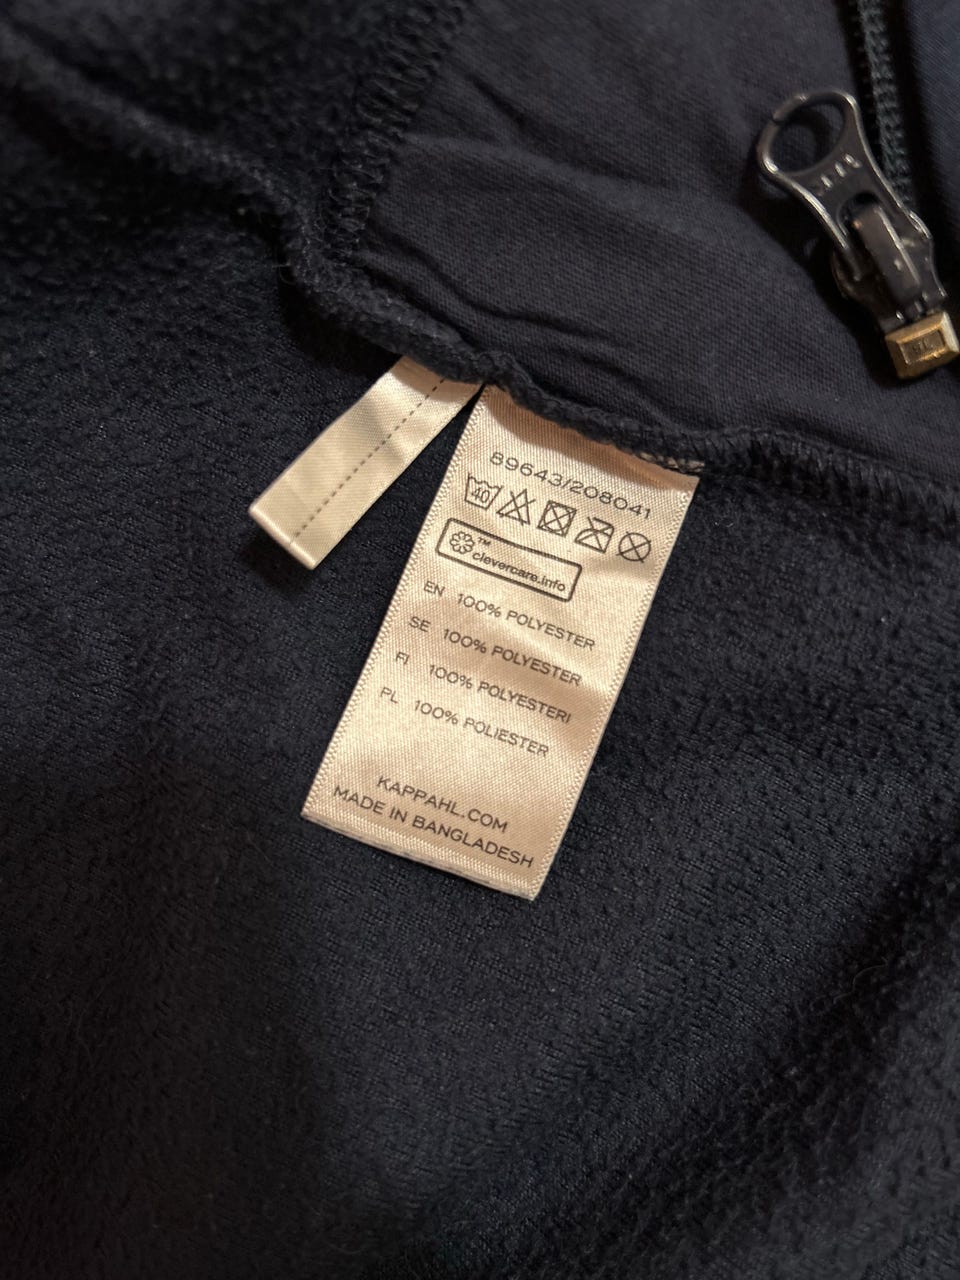 89643/208041
40
™
clevercare.info
EN 100% POLYESTER
SE 100% POLYESTER
FI 100% POLYESTERI
PL 100% POLIESTER
KAPPAHL.COM
MADE IN BANGLADESH